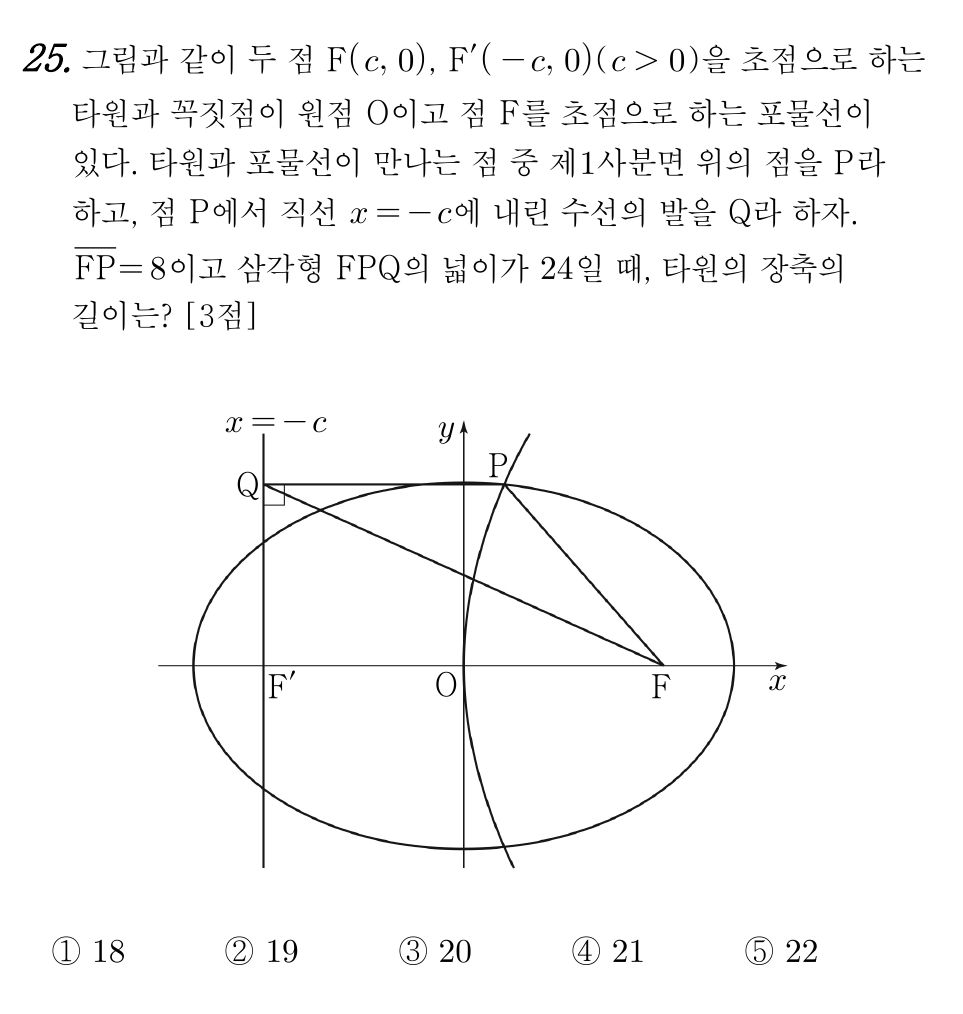 25. 그림과 같이 두 점 F(c, 0), F′(−c, 0)(c > 0)을 초점으로 하는
타원과 꼭짓점이 원점 O이고 점 F를 초점으로 하는 포물선이
있다. 타원과 포물선이 만나는 점 중 제1사분면 위의 점을 P라
하고, 점 P에서 직선 x = −c에 내린 수선의 발을 Q라 하자.
F̅P̅ = 8이고 삼각형 FPQ의 넓이가 24일 때, 타원의 장축의
길이는? [3점]
x = −c
y
P
Q
F′
O
F
x
① 18 ② 19 ③ 20 ④ 21 ⑤ 22